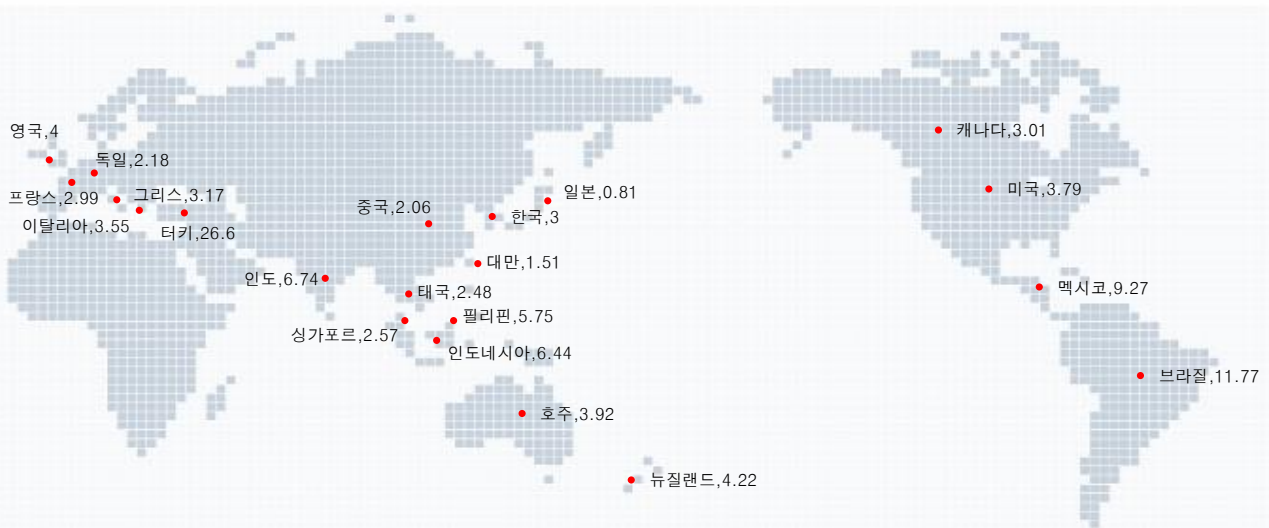 영국,4
독일,2.18
프랑스,2.99
그리스,3.17
이탈리아,3.55
터키,26.6
중국,2.06
일본,0.81
한국,3
대만,1.51
인도,6.74
태국,2.48
필리핀,5.75
싱가포르,2.57
인도네시아,6.44
호주,3.92
뉴질랜드,4.22
캐나다,3.01
미국,3.79
멕시코,9.27
브라질,11.77